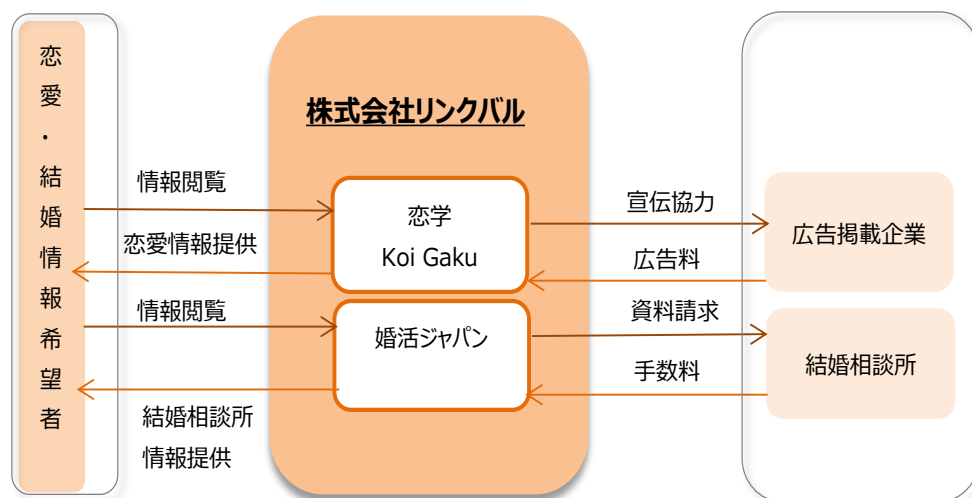 恋愛・結婚情報希望者
株式会社リンクバル
情報閲覧
恋愛情報提供
情報閲覧
結婚相談所
情報提供
恋学
Koi Gaku
婚活ジャパン
宣伝協力
広告料
資料請求
手数料
広告掲載企業
結婚相談所